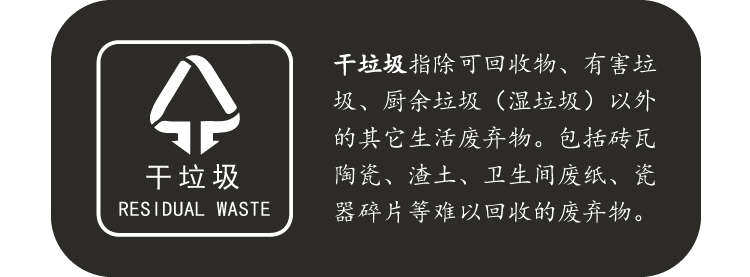 干垃圾
RESIDUAL WASTE
干垃圾指除可回收物、有害垃
圾、厨余垃圾（湿垃圾）以外
的其它生活废弃物。包括砖瓦
陶瓷、渣土、卫生间废纸、瓷
器碎片等难以回收的废弃物。